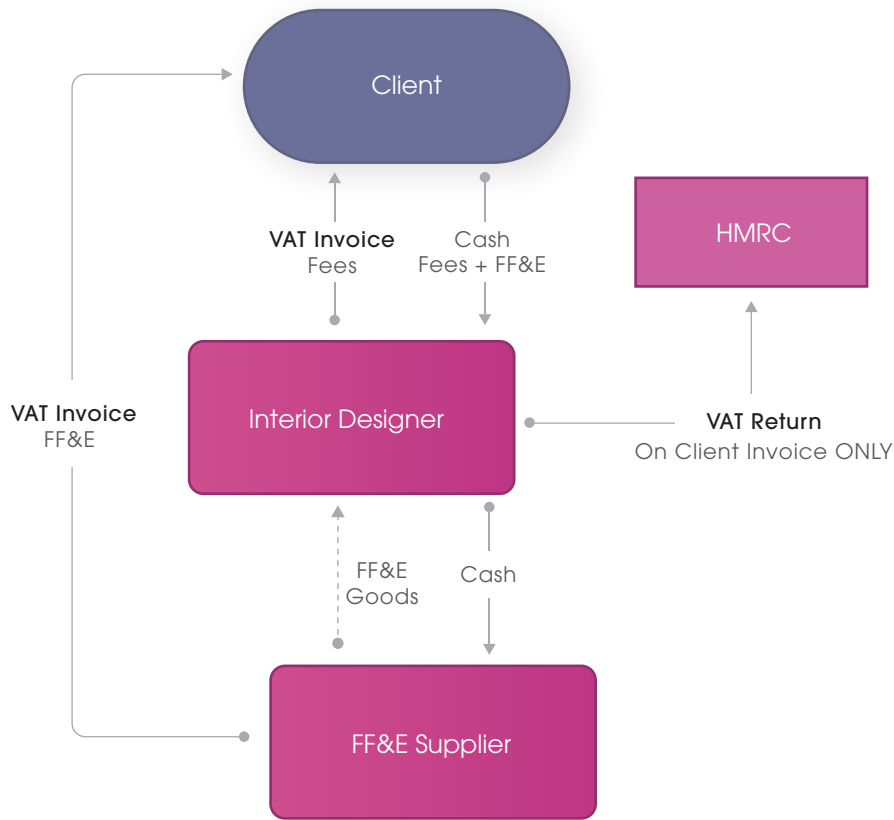 Client
HMRC
VAT Invoice
Fees
Cash
Fees + FF&E
Interior Designer
VAT Invoice
FF&E
VAT Return
On Client Invoice ONLY
FF&E
Goods
Cash
FF&E Supplier